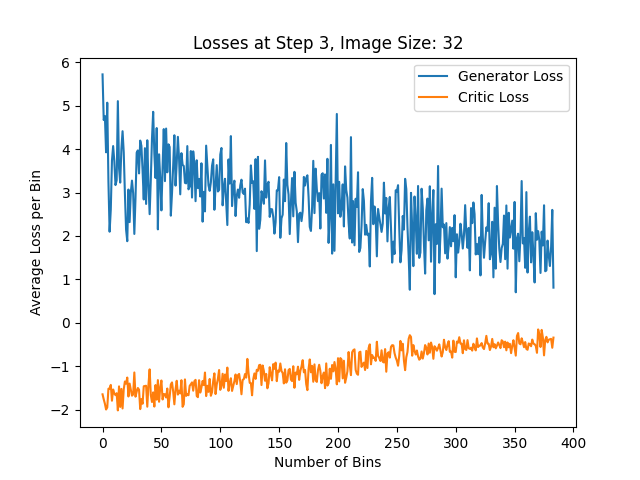 Losses at Step 3, Image Size: 32
Generator Loss
Critic Loss
Average Loss per Bin
6
5
4
3
2
1
0
−1
−2
0 50 100 150 200 250 300 350 400
Number of Bins